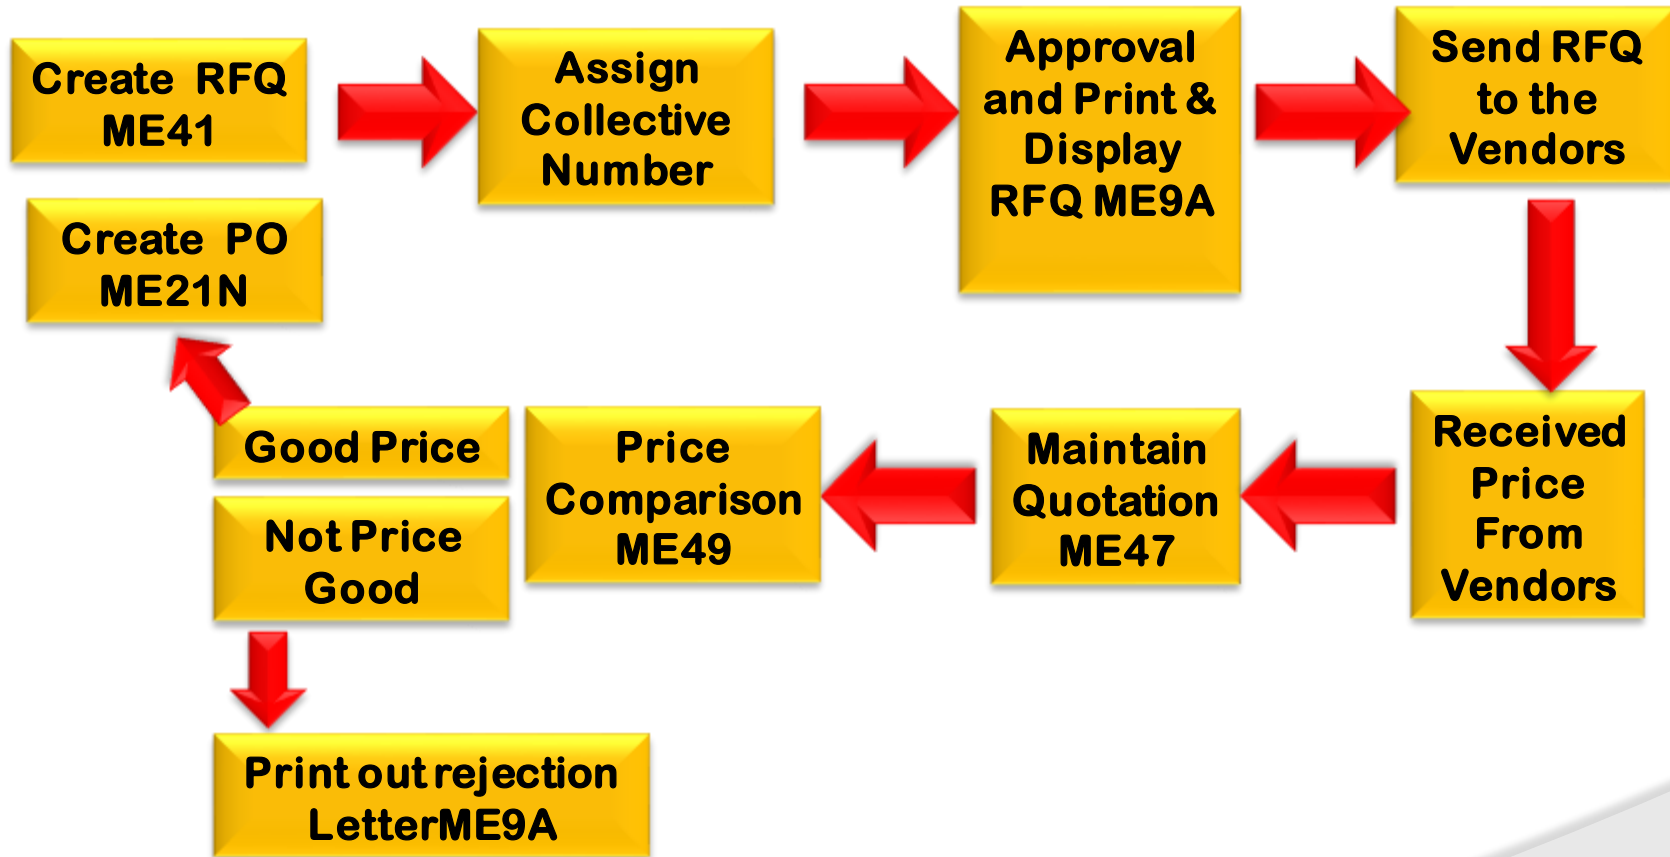 Create RFQ
ME41
Assign
Collective
Number
Approval
and Print &
Display
RFQ ME9A
Send RFQ
to the
Vendors
Create PO
ME21N
Received
Price
From
Vendors
Maintain
Quotation
ME47
Price
Comparison
ME49
Good Price
Not Price
Good
Print out rejection
LetterME9A